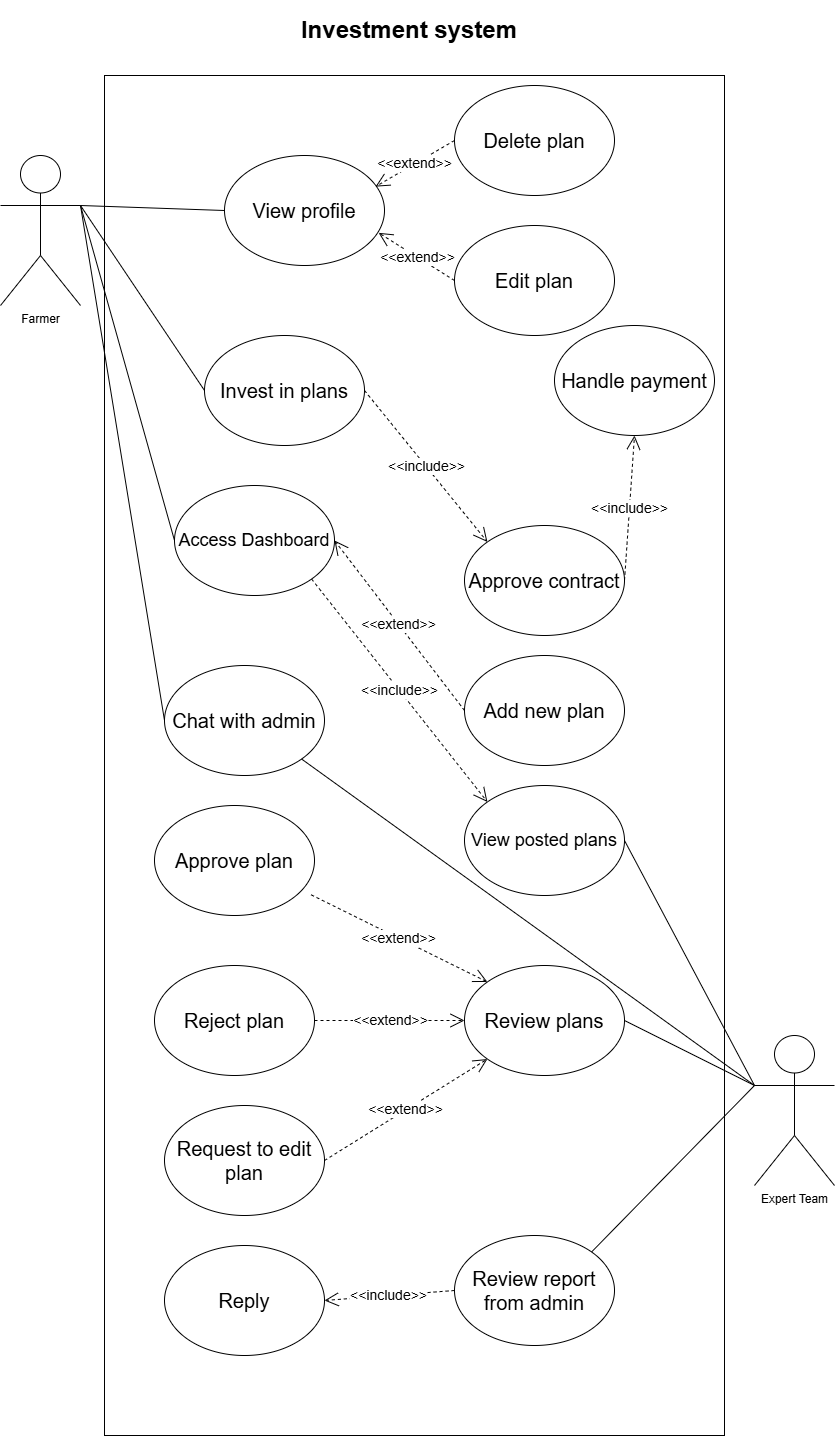 Investment system
Delete plan
<<extend>>
View profile
<<extend>>
Edit plan
Farmer
Handle payment
Invest in plans
<<include>>
<<include>>
Access Dashboard
Approve contract
<<extend>>
<<include>>
Add new plan
Chat with admin
View posted plans
Approve plan
<<extend>>
Reject plan
<<extend>>
Review plans
<<extend>>
Request to edit
plan
Expert Team
Review report
from admin
<<include>>
Reply